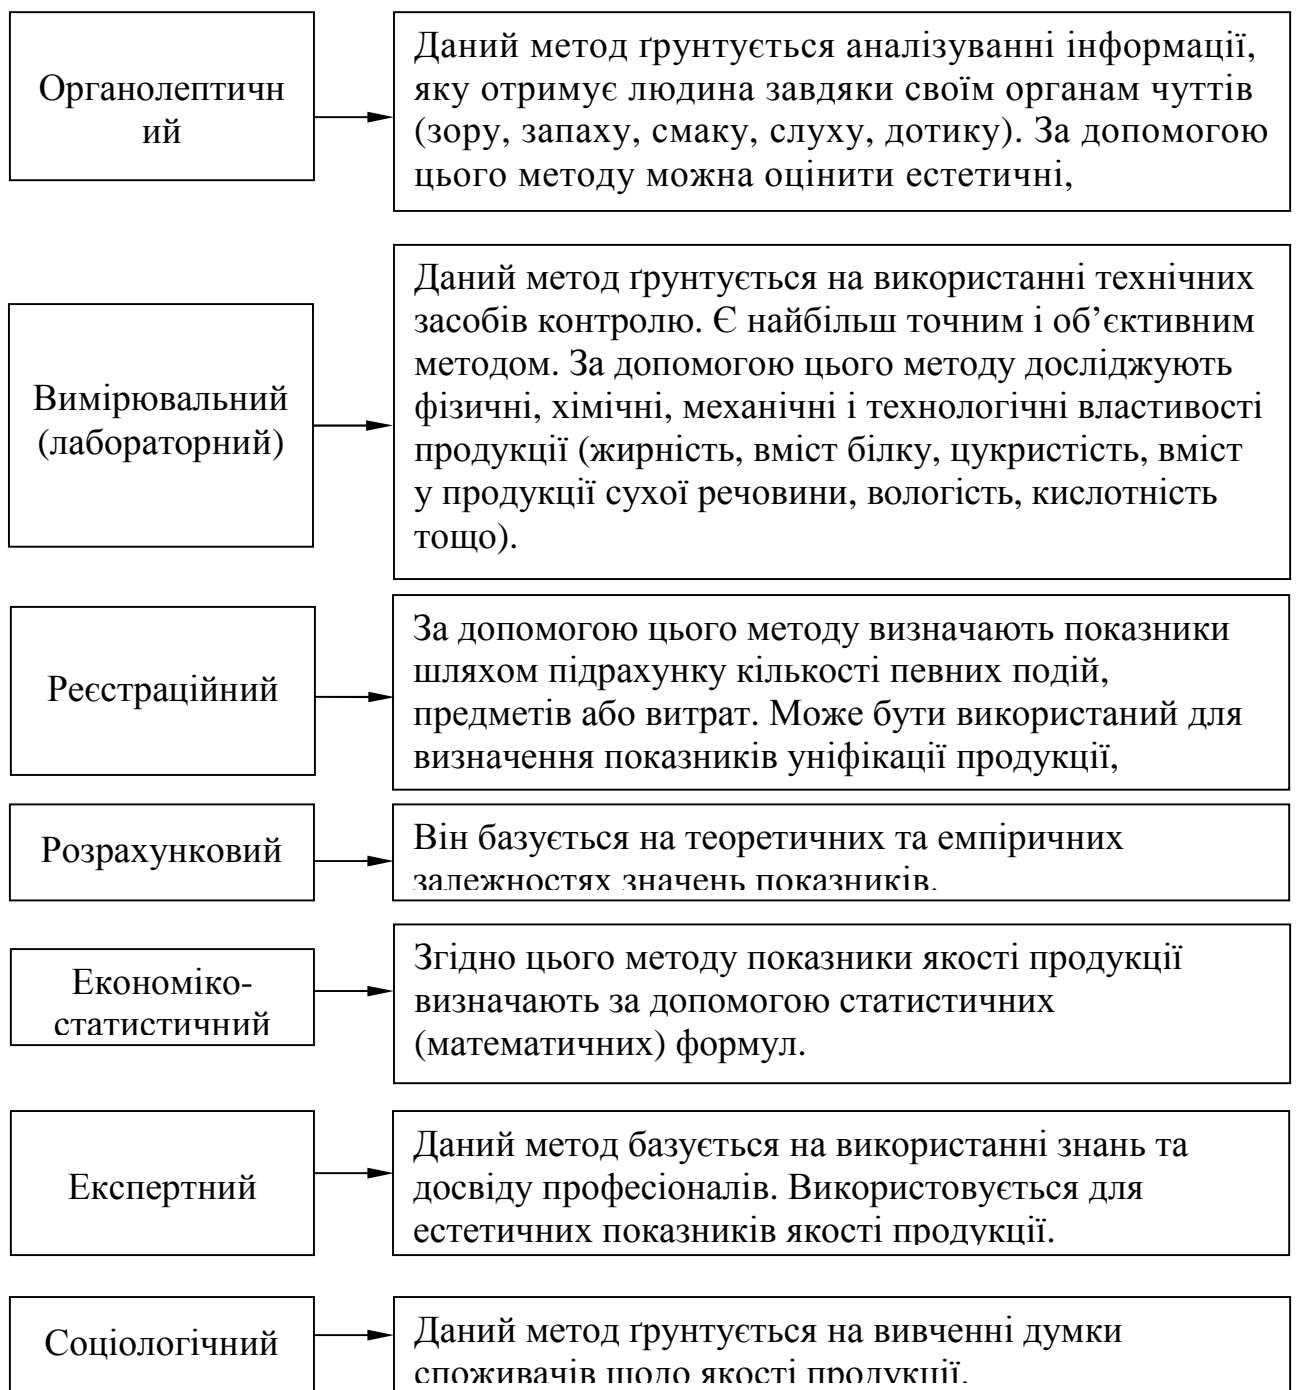 Органолептичн
ий
Даний метод ґрунтується аналізуванні інформації,
яку отримує людина завдяки своїм органам чуттів
(зору, запаху, смаку, слуху, дотику). За допомогою
цього методу можна оцінити естетичні,
Вимірювальний
(лабораторний)
Даний метод ґрунтується на використанні технічних
засобів контролю. Є найбільш точним і об’єктивним
методом. За допомогою цього методу досліджують
фізичні, хімічні, механічні і технологічні властивості
продукції (жирність, вміст білку, цукристість, вміст
у продукції сухої речовини, вологість, кислотність
тощо).
Реєстраційний
За допомогою цього методу визначають показники
шляхом підрахунку кількості певних подій,
предметів або витрат. Може бути використаний для
визначення показників уніфікації продукції,
Розрахунковий
Він базується на теоретичних та емпіричних
залежностях значень показників.
Економіко-
статистичний
Згідно цього методу показники якості продукції
визначають за допомогою статистичних
(математичних) формул.
Експертний
Даний метод базується на використанні знань та
досвіду професіоналів. Використовується для
естетичних показників якості продукції.
Соціологічний
Даний метод ґрунтується на вивченні думки
споживачів щодо якості продукції.